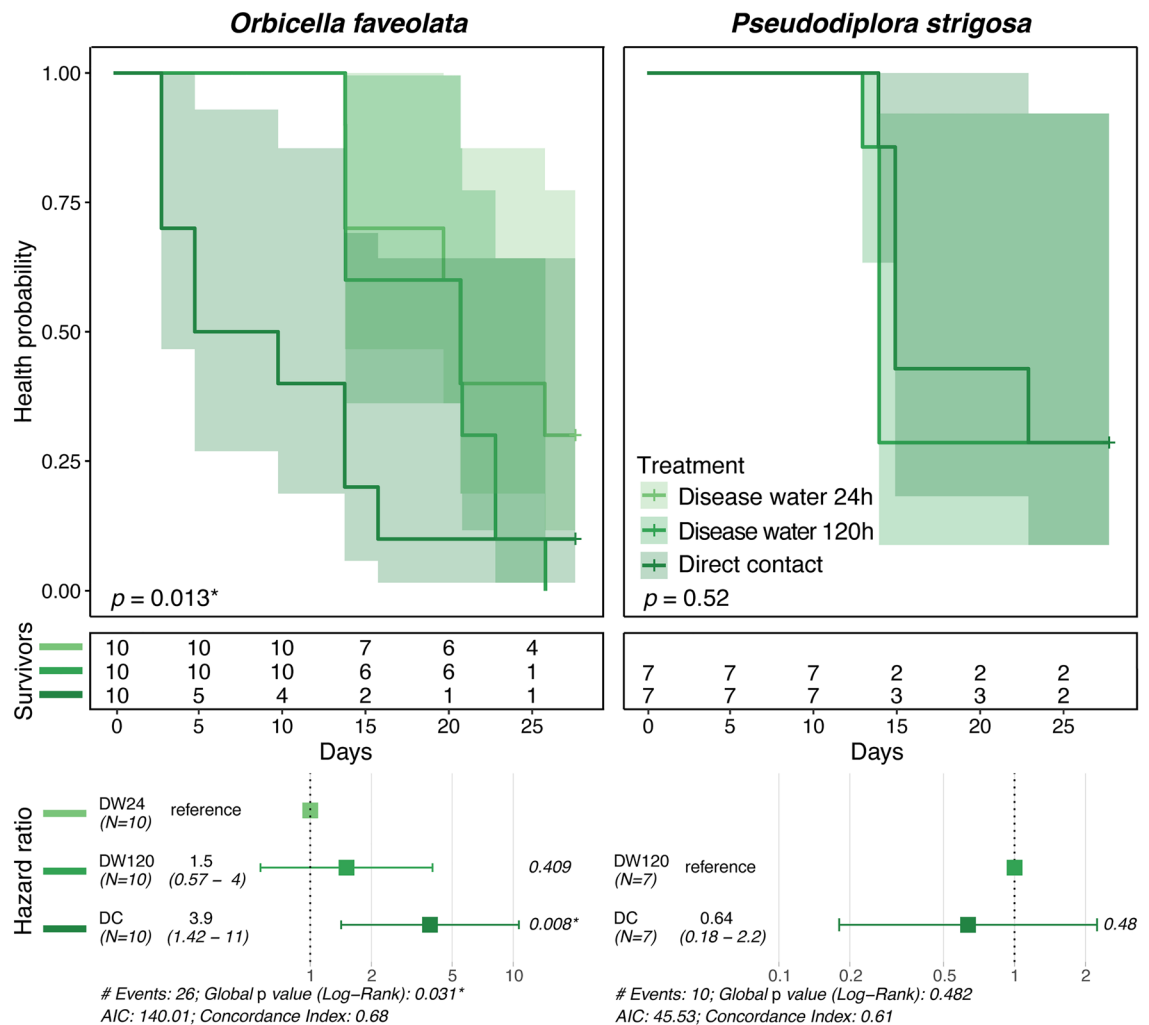 Orbicella faveolata
Pseudodiplora strigosa
Health probability
1.00
0.75
0.50
0.25
0.00
p = 0.013*
Treatment
Disease water 24h
Disease water 120h
Direct contact
p = 0.52
Survivors
10 10 10 7 6 4
10 10 10 6 6 1
10 5 4 2 1 1
0 5 10 15 20 25
Days
7 7 7 2 2 2
7 7 7 3 3 2
0 5 10 15 20 25
Days
Hazard ratio
DW24 reference
(N=10)
DW120 1.5 0.409
(N=10) (0.57 − 4)
DC 3.9 0.008*
(N=10) (1.42 − 11)
1 2 5 10
# Events: 26; Global p value (Log−Rank): 0.031*
AIC: 140.01; Concordance Index: 0.68
DW120 reference
(N=7)
DC 0.64 0.48
(N=7) (0.18 − 2.2)
0.1 0.2 0.5 1 2
# Events: 10; Global p value (Log−Rank): 0.482
AIC: 45.53; Concordance Index: 0.61